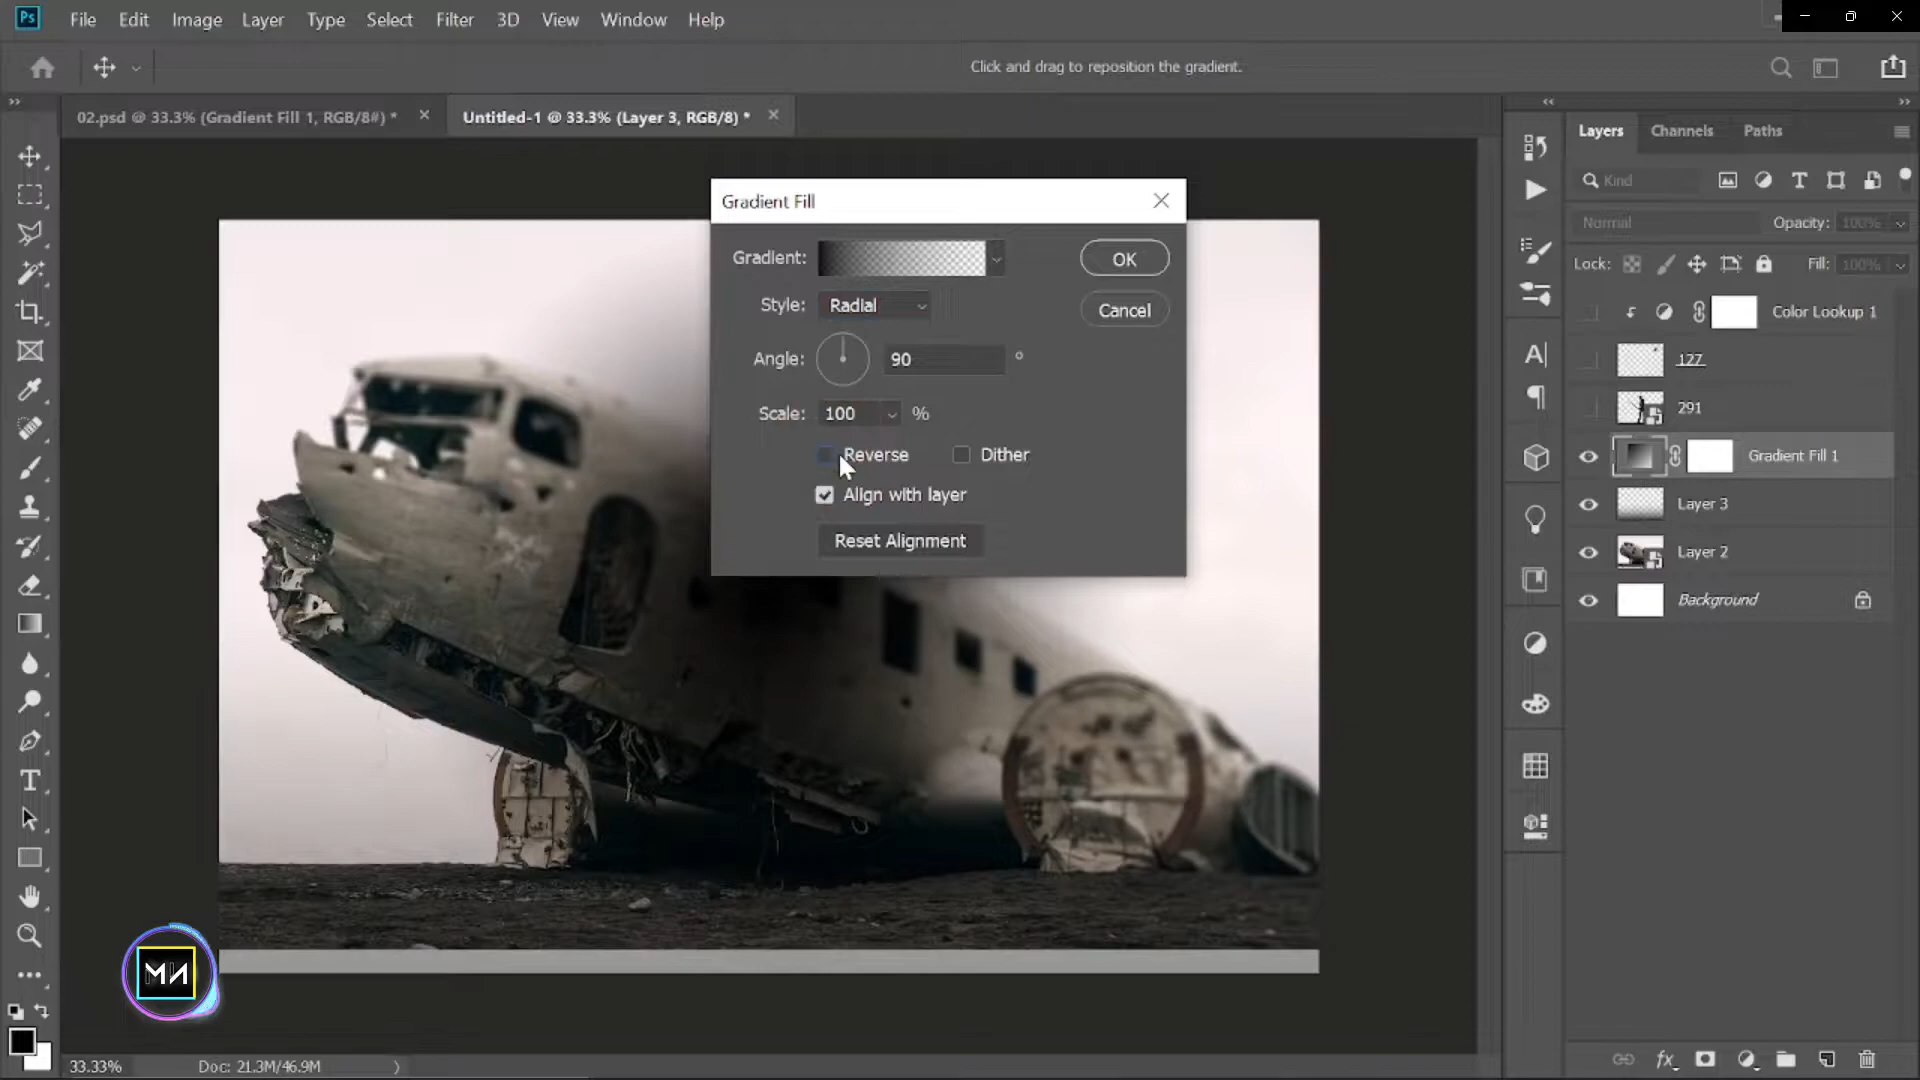 Ps File Edit Image Layer Type Select Filter 3D View Window Help
Click and drag to reposition the gradient.
02.psd @ 33.3% (Gradient Fill 1, RGB/8#) *
Untitled-1 @ 33.3% (Layer 3, RGB/8) *
Gradient Fill
Gradient:
OK
Style: Radial
Cancel
Angle: 90 °
Scale: 100 %
Reverse Dither
Align with layer
Reset Alignment
Layers Channels Paths
Kind
Normal Opacity: 100%
Lock: Fill: 100%
Color Lookup 1
127
291
Gradient Fill 1
Layer 3
Layer 2
Background
33.33% Doc: 21.3M/46.9M